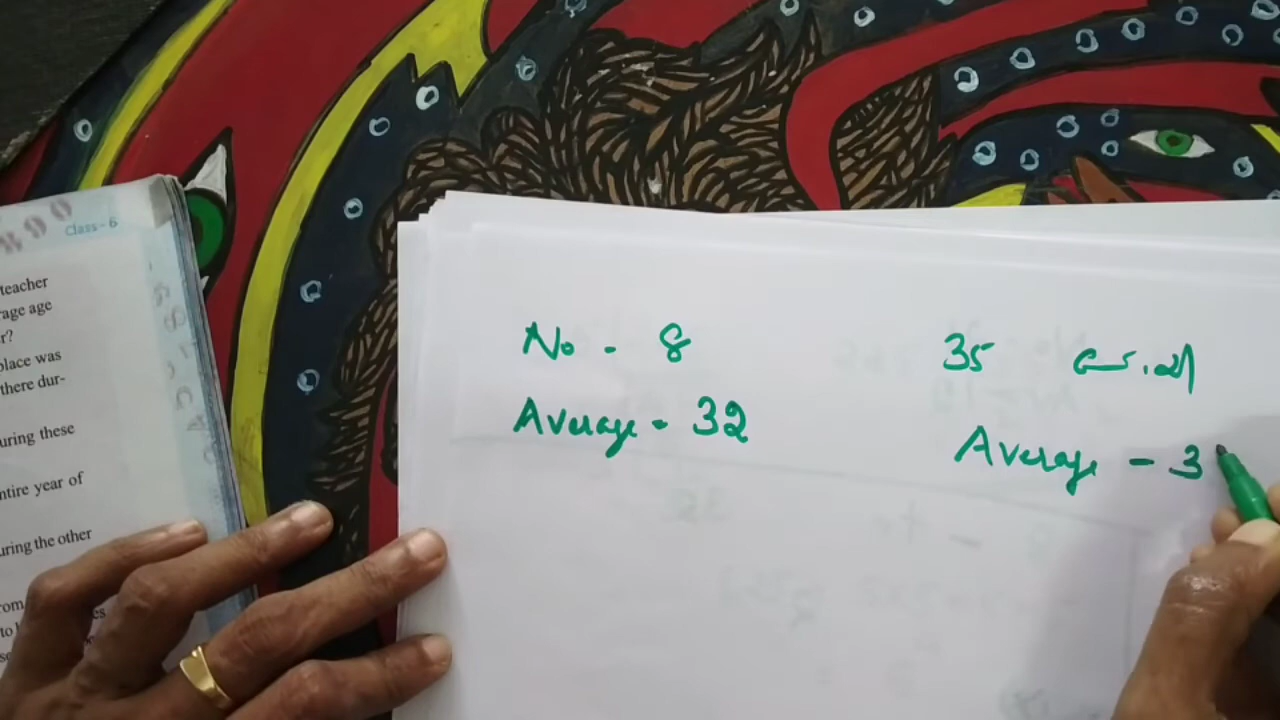 Class - 6
teacher
rage age
r?
place was
there dur-
uring these
ntire year of
uring the other
No - 8
Average - 32
35
Average - 3